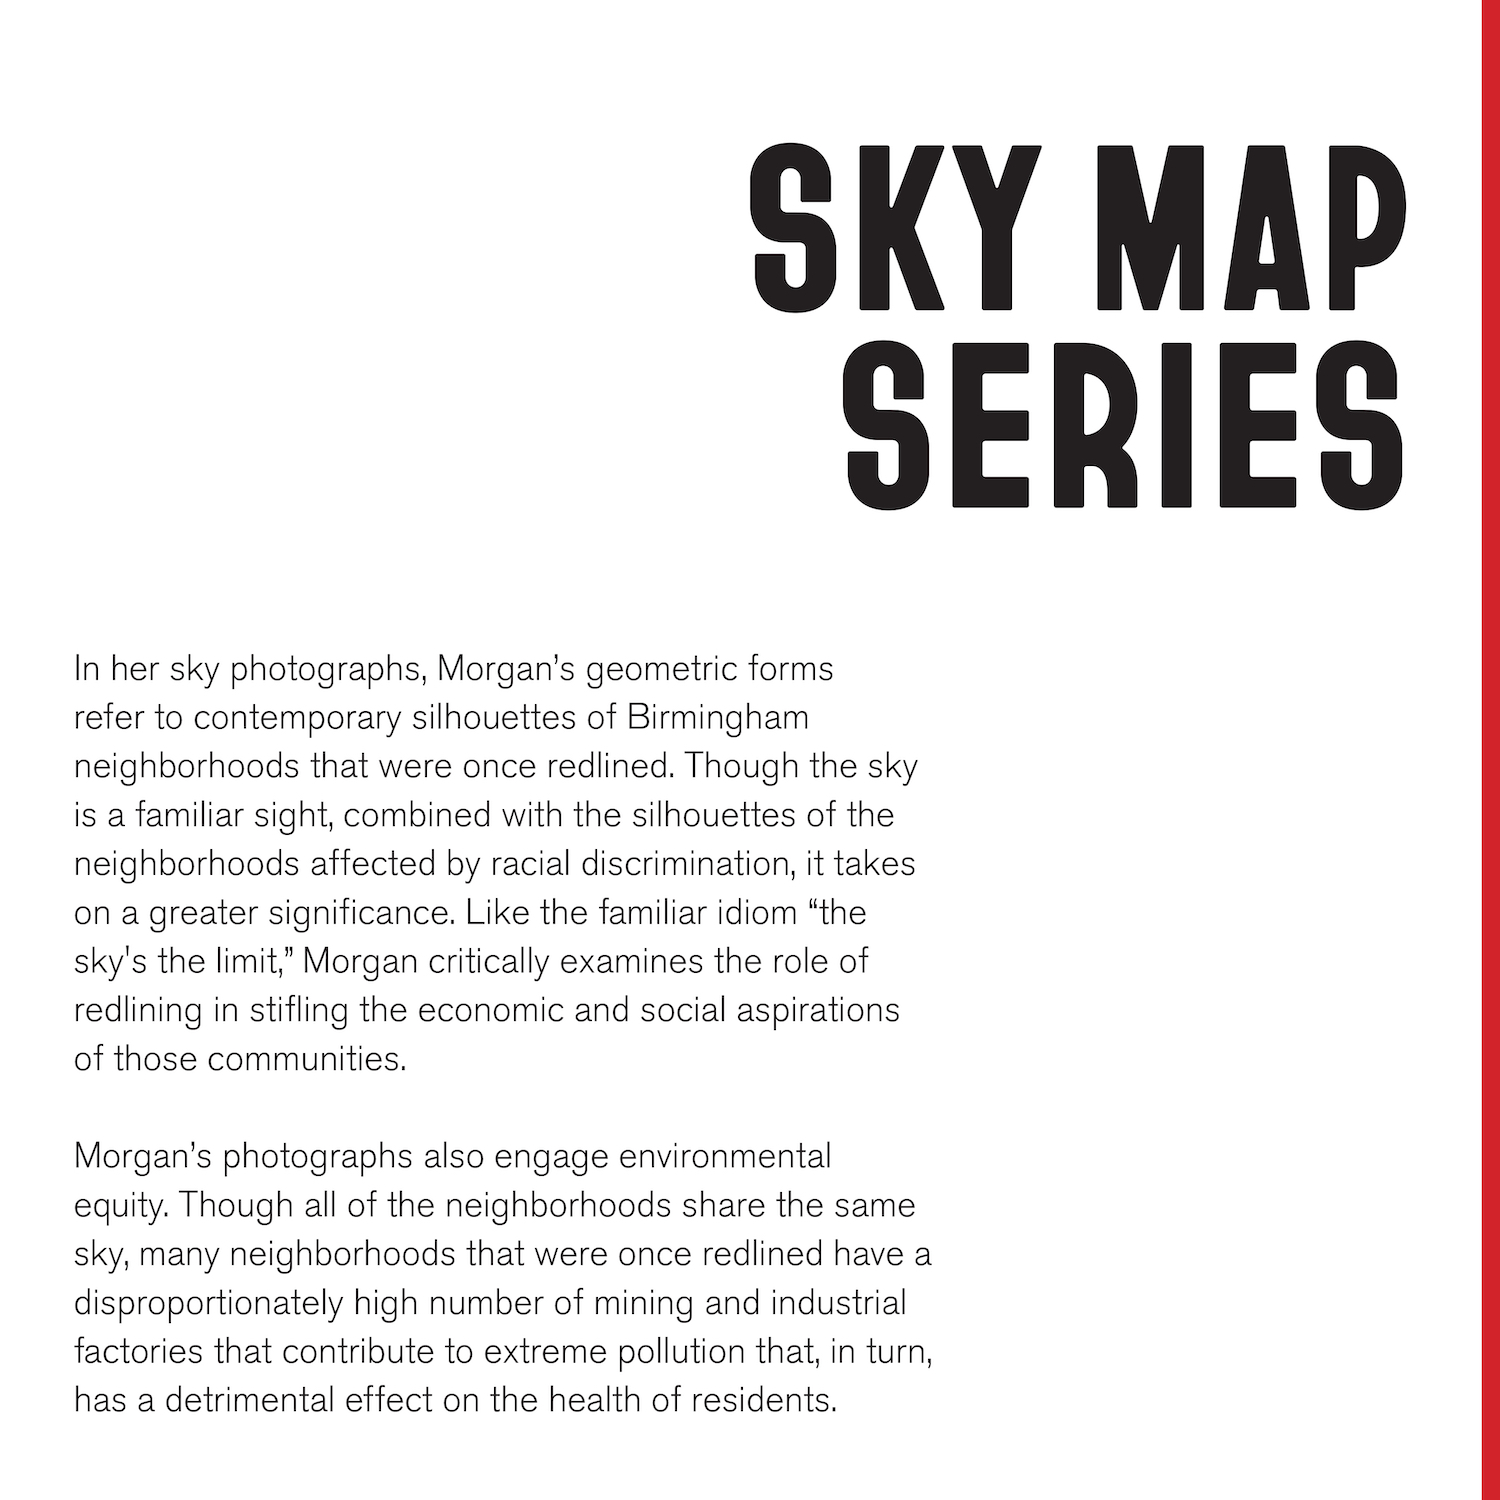 SKY MAP
SERIES
In her sky photographs, Morgan’s geometric forms
refer to contemporary silhouettes of Birmingham
neighborhoods that were once redlined. Though the sky
is a familiar sight, combined with the silhouettes of the
neighborhoods affected by racial discrimination, it takes
on a greater significance. Like the familiar idiom “the
sky's the limit,” Morgan critically examines the role of
redlining in stifling the economic and social aspirations
of those communities.
Morgan’s photographs also engage environmental
equity. Though all of the neighborhoods share the same
sky, many neighborhoods that were once redlined have a
disproportionately high number of mining and industrial
factories that contribute to extreme pollution that, in turn,
has a detrimental effect on the health of residents.